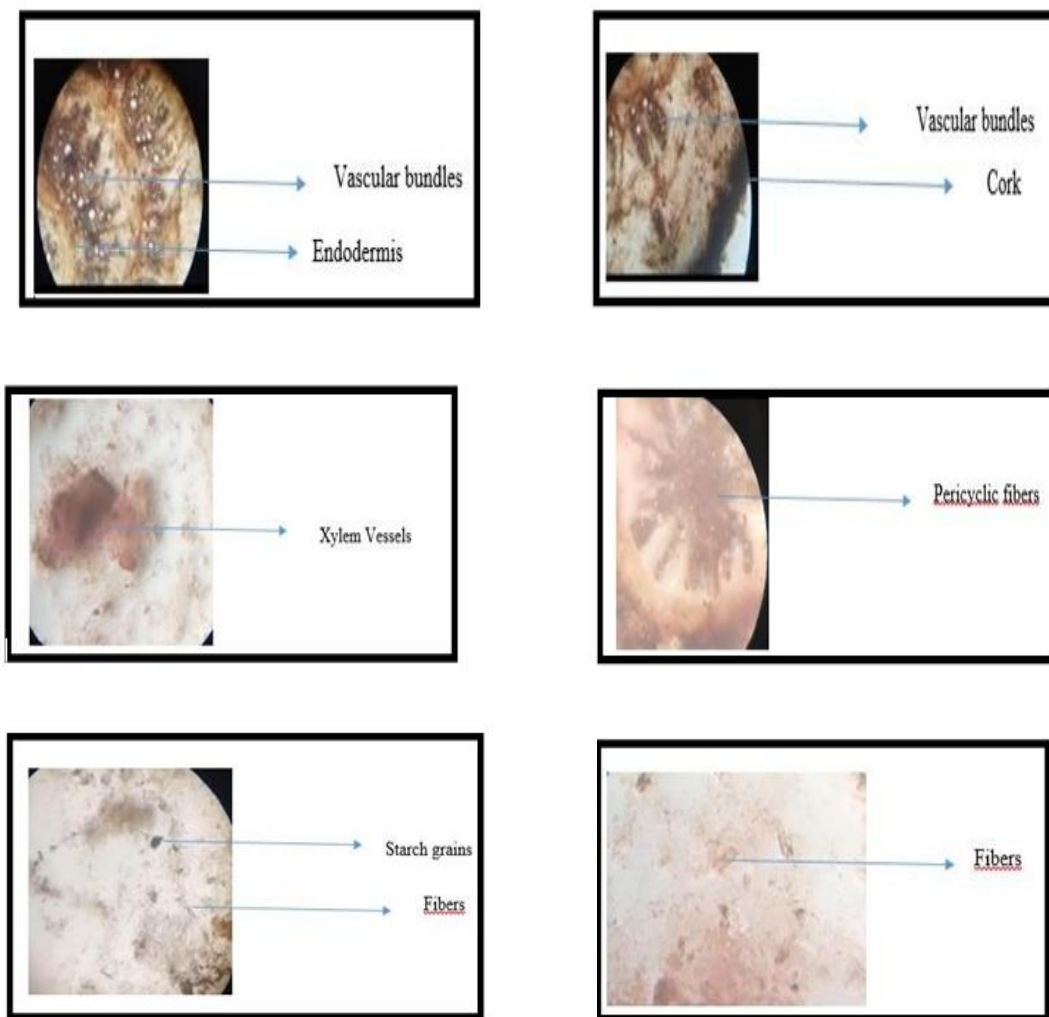 Vascular bundles
Endodermis
Vascular bundles
Cork
Xylem Vessels
Pericyclic fibers
Starch grains
Fibers
Fibers